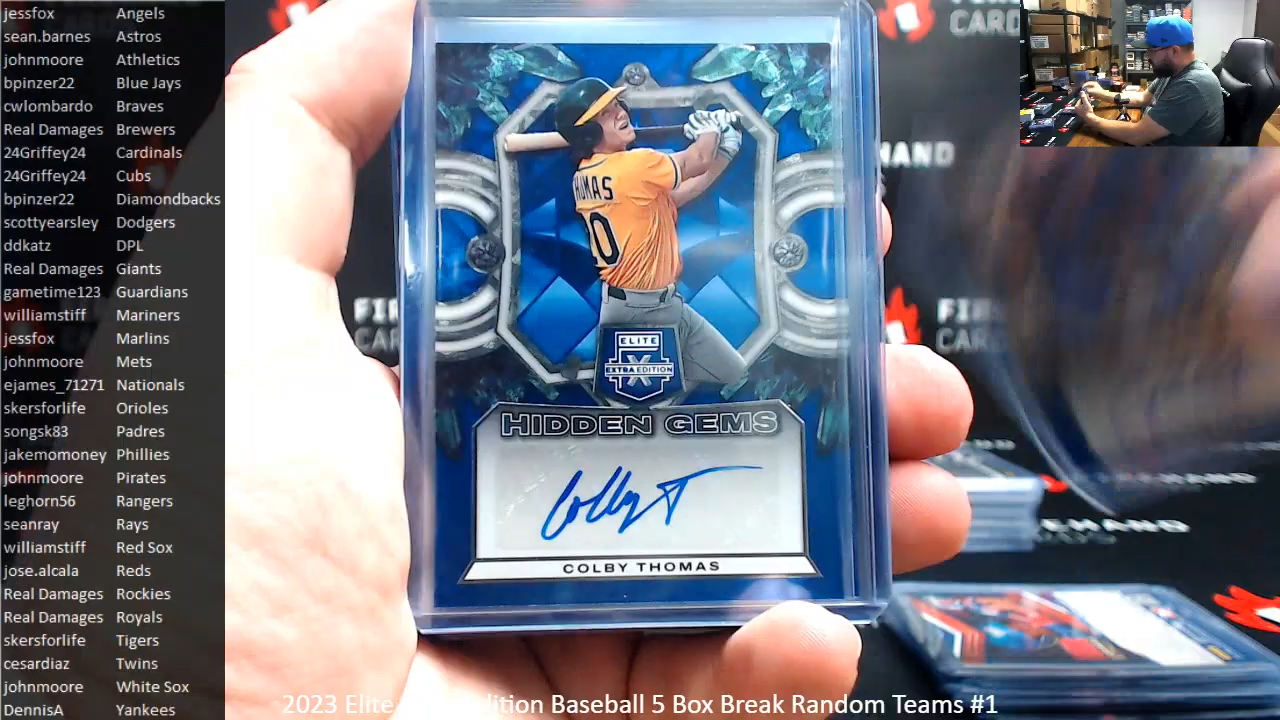 jessfox Angels
sean.barnes Astros
johnmoore Athletics
bpinzer22 Blue Jays
cwlombardo Braves
Real Damages Brewers
24Griffey24 Cardinals
24Griffey24 Cubs
bpinzer22 Diamondbacks
scottyearsley Dodgers
ddkatz DPL
Real Damages Giants
gametime123 Guardians
williamstiff Mariners
jessfox Marlins
johnmoore Mets
ejames_71271 Nationals
skersforlife Orioles
songsk83 Padres
jakemomoney Phillies
johnmoore Pirates
leghorn56 Rangers
seanray Rays
williamstiff Red Sox
jose.alcala Reds
Real Damages Rockies
Real Damages Royals
skersforlife Tigers
cesardiaz Twins
johnmoore White Sox
DennisA Yankees
THOMAS
20
ELITE
EXTRA EDITION
HIDDEN GEMS
Colby T
COLBY THOMAS
2023 Elite Edition Baseball 5 Box Break Random Teams #1